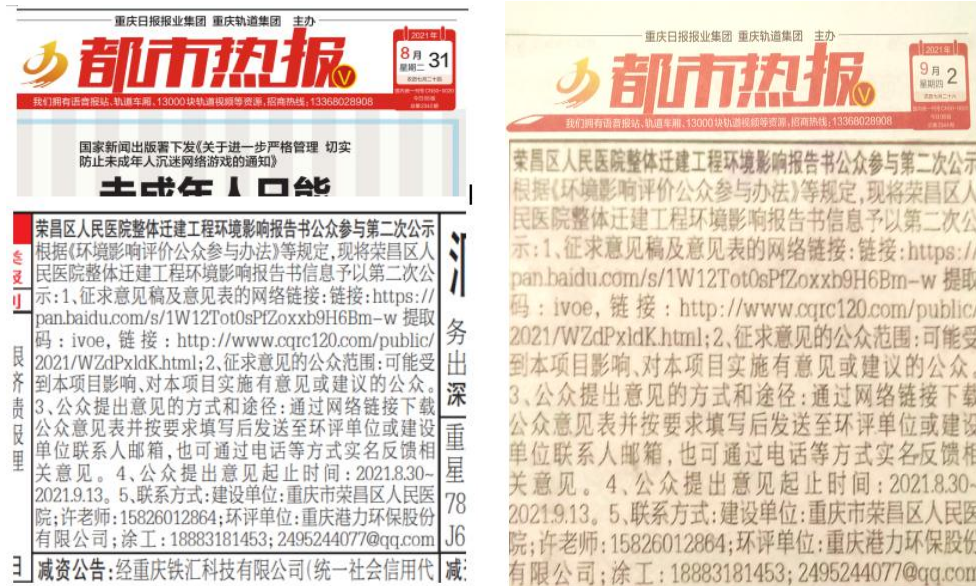 重庆日报报业集团 重庆轨道集团 主办
都市热报
2021年
8月31
星期二
农历七月二十四
我们拥有语音报站、轨道车厢、13000块轨道视频等资源,招商热线:13368028908
国家新闻出版署下发《关于进一步严格管理 切实
防止未成年人沉迷网络游戏的通知》
未成年人只能
荣昌区人民医院整体迁建工程环境影响报告书公众参与第二次公示
根据《环境影响评价公众参与办法》等规定,现将荣昌区人
民医院整体迁建工程环境影响报告书信息予以第二次公
示:1、征求意见稿及意见表的网络链接:链接:https://
pan.baidu.com/s/1W12Tot0sPfZoxxb9H6Bm-w 提取
码:ivoe,链接:http://www.cqrc120.com/public/
2021/WZdPxldK.html;2、征求意见的公众范围:可能受
到本项目影响、对本项目实施有意见或建议的公众。
3、公众提出意见的方式和途径:通过网络链接下载
公众意见表并按要求填写后发送至环评单位或建设
单位联系人邮箱,也可通过电话等方式实名反馈相
关意见。4、公众提出意见起止时间:2021.8.30~
2021.9.13。5、联系方式:建设单位:重庆市荣昌区人民医
院;许老师:15826012864;环评单位:重庆港力环保股份
有限公司;涂工:18883181453;2495244077@qq.com
减资公告:经重庆铁汇科技有限公司(统一社会信用代
务
出
深
重
星
78
J6
减
重庆日报报业集团 重庆轨道集团 主办
都市热报
2021年
9月2
星期四
农历七月二十六
我们拥有语音报站、轨道车厢、13000块轨道视频等资源,招商热线:13368028908
荣昌区人民医院整体迁建工程环境影响报告书公众参与第二次公示
根据《环境影响评价公众参与办法》等规定,现将荣昌区人
民医院整体迁建工程环境影响报告书信息予以第二次公
示:1、征求意见稿及意见表的网络链接:链接:https:/
pan.baidu.com/s/1W12Tot0sPfZoxxb9H6Bm-w 提取
码:ivoe,链接:http://www.cqrc120.com/public/
2021/WZdPxldK.html;2、征求意见的公众范围:可能受
到本项目影响、对本项目实施有意见或建议的公众
3、公众提出意见的方式和途径:通过网络链接下载
公众意见表并按要求填写后发送至环评单位或建设
单位联系人邮箱,也可通过电话等方式实名反馈相
关意见。4、公众提出意见起止时间:2021.8.30-
2021.9.13。5、联系方式:建设单位:重庆市荣昌区人民医
院;许老师:15826012864;环评单位:重庆港力环保股份
有限公司;涂工:18883181453;2495244077@qq.com